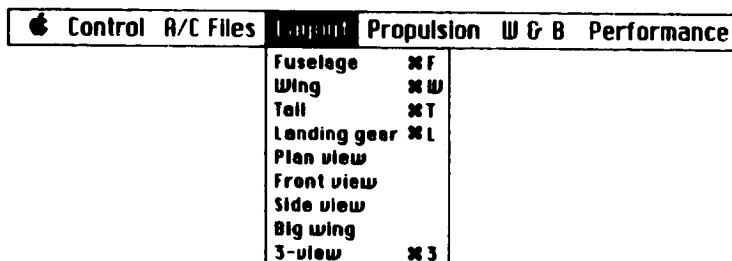 Control A/C Files Layout Propulsion W & B Performance
Fuselage ⌘F
Wing ⌘W
Tail ⌘T
Landing gear ⌘L
Plan view
Front view
Side view
Big wing
3-view ⌘3